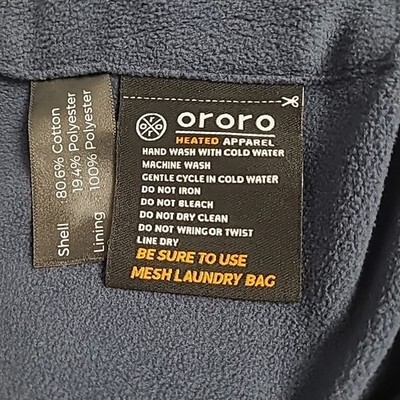 Shell 80.6% Cotton
19.4% Polyester
Lining 100% Polyester
ororo
HEATED APPAREL
HAND WASH WITH COLD WATER
MACHINE WASH
GENTLE CYCLE IN COLD WATER
DO NOT IRON
DO NOT BLEACH
DO NOT DRY CLEAN
DO NOT WRING OR TWIST
LINE DRY
BE SURE TO USE
MESH LAUNDRY BAG